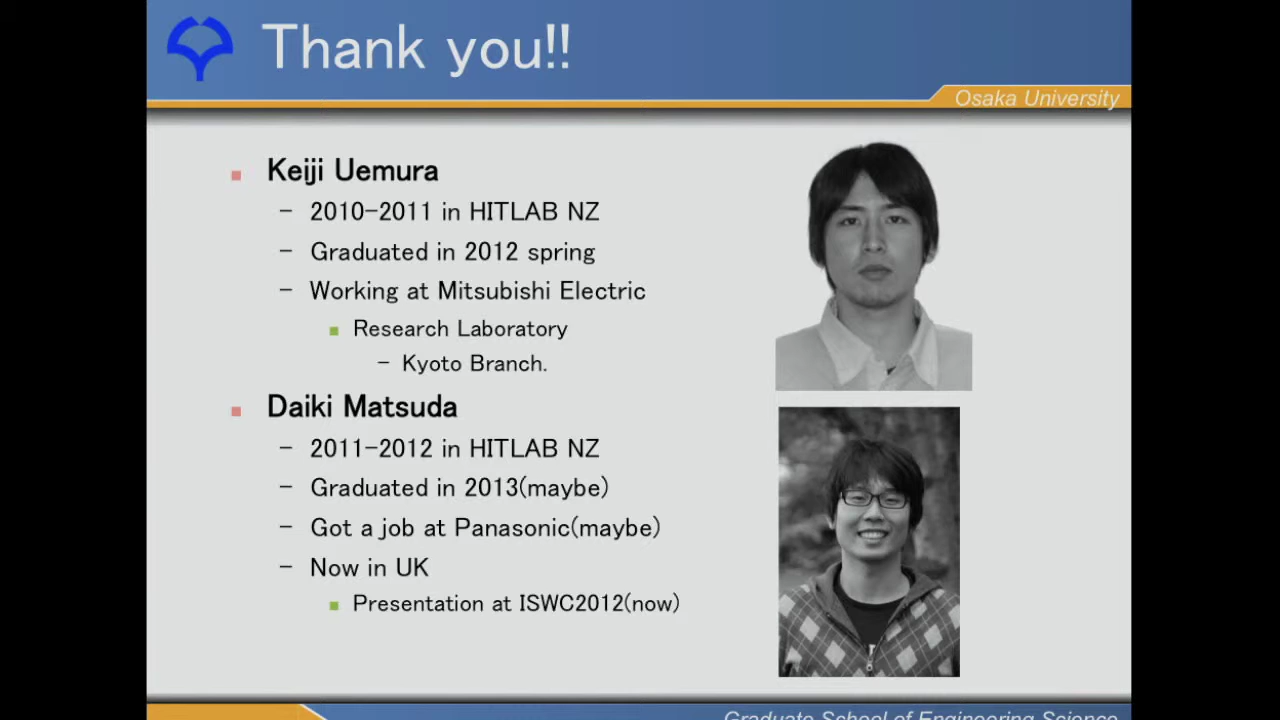 Thank you!!
Osaka University
Keiji Uemura
– 2010-2011 in HITLAB NZ
– Graduated in 2012 spring
– Working at Mitsubishi Electric
Research Laboratory
– Kyoto Branch.
Daiki Matsuda
– 2011-2012 in HITLAB NZ
– Graduated in 2013(maybe)
– Got a job at Panasonic(maybe)
– Now in UK
Presentation at ISWC2012(now)
Graduate School of Engineering Science